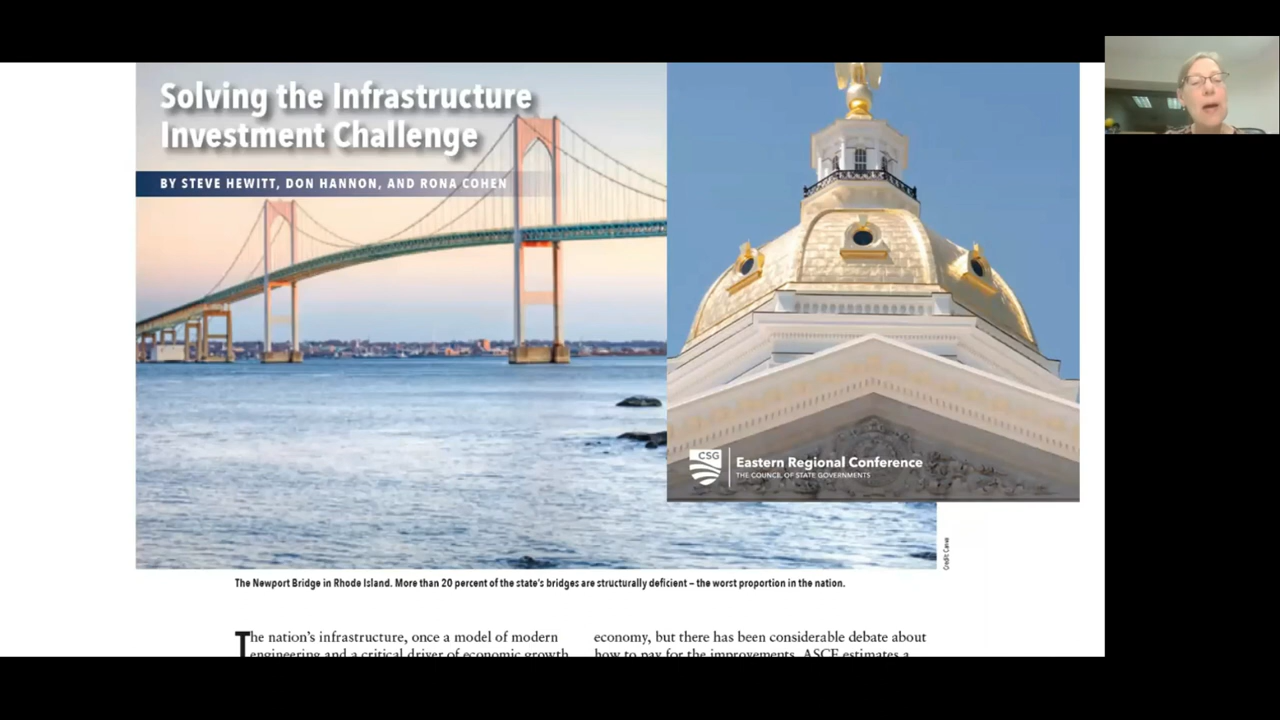 Solving the Infrastructure
Investment Challenge
BY STEVE HEWITT, DON HANNON, AND RONA COHEN
CSG
Eastern Regional Conference
THE COUNCIL OF STATE GOVERNMENTS
Credit: Canva
The Newport Bridge in Rhode Island. More than 20 percent of the state's bridges are structurally deficient – the worst proportion in the nation.
The nation's infrastructure, once a model of modern
engineering and a critical driver of economic growth
economy, but there has been considerable debate about
how to pay for the improvements. ASCE estimates a